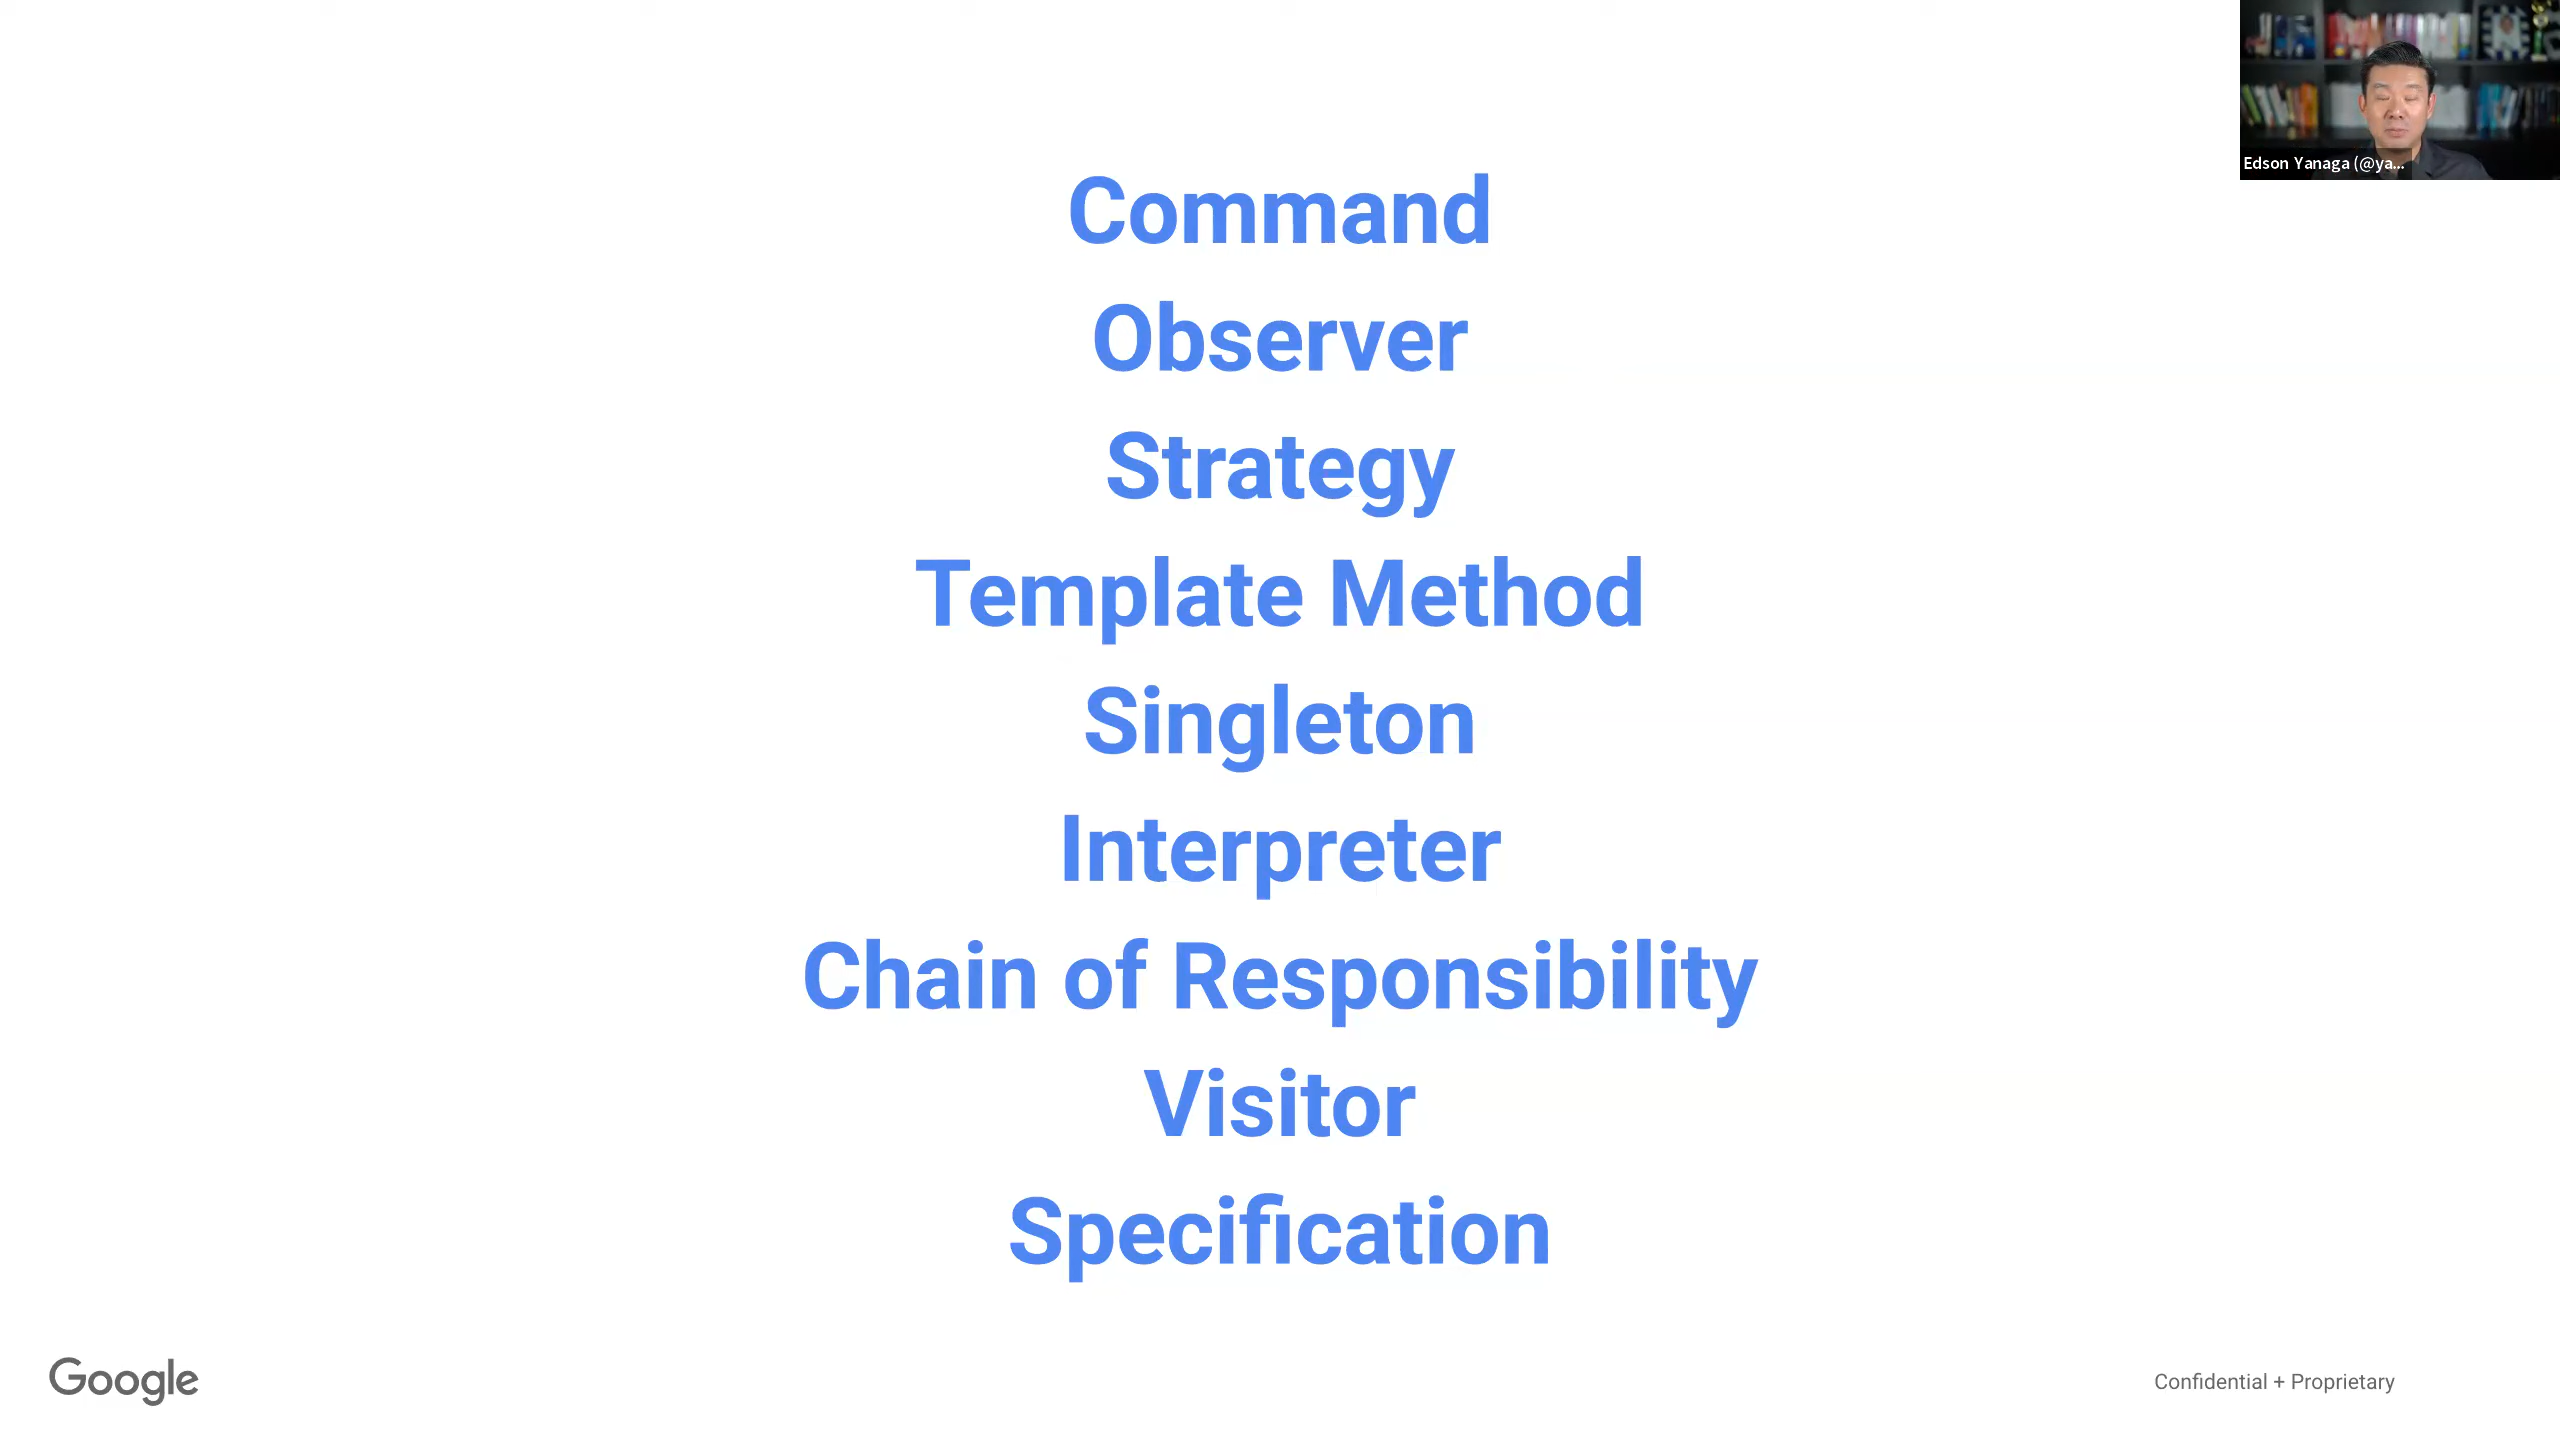 Edson Yanaga (@ya...
Command
Observer
Strategy
Template Method
Singleton
Interpreter
Chain of Responsibility
Visitor
Specification
Google
Confidential + Proprietary